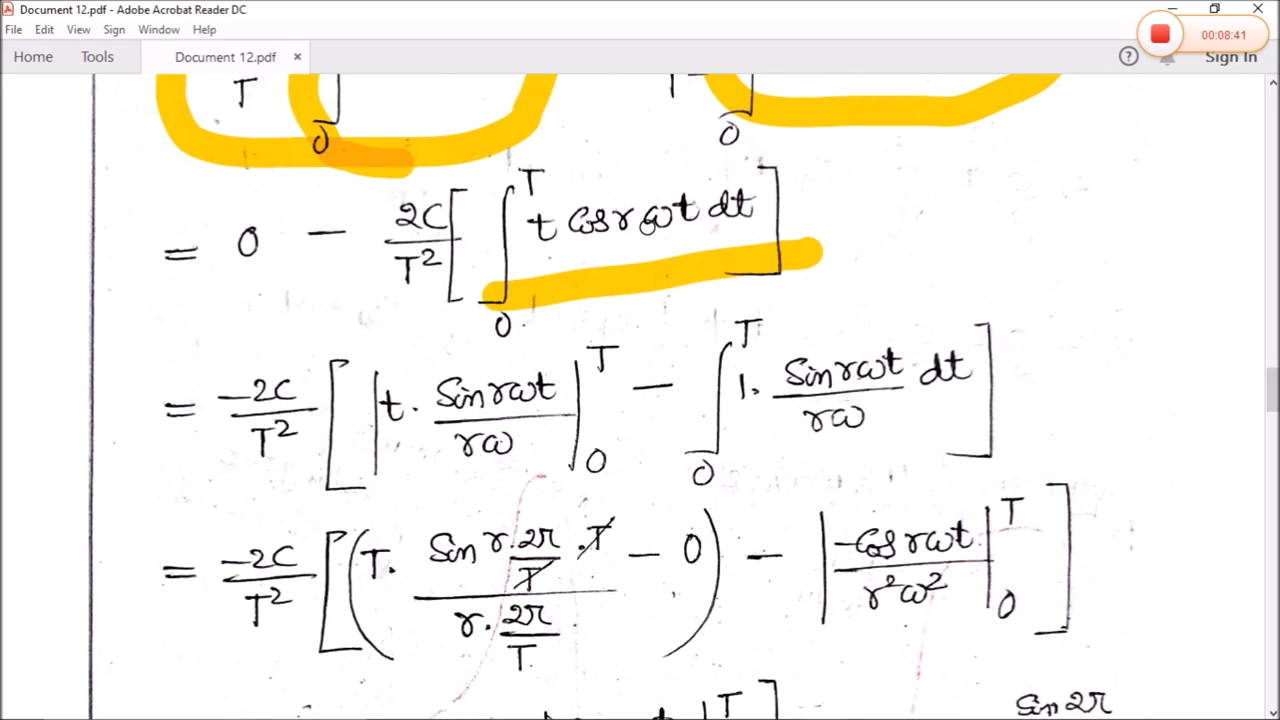 Document 12.pdf - Adobe Acrobat Reader DC
File Edit View Sign Window Help
00:08:41
Home Tools Document 12.pdf × ? Sign In
T
0 0
= 0 - 2C/T² [ ∫₀ᵀ t cos rωt dt ]
= -2C/T² [ | t. Sin rωt/rω |₀ᵀ - ∫₀ᵀ 1. Sin rωt/rω dt ]
= -2C/T² [ ( T. Sin r. 2π/T .T / r. 2π/T - 0 ) - | -cos rωt/r²ω² |₀ᵀ ]
T
Sin 2π